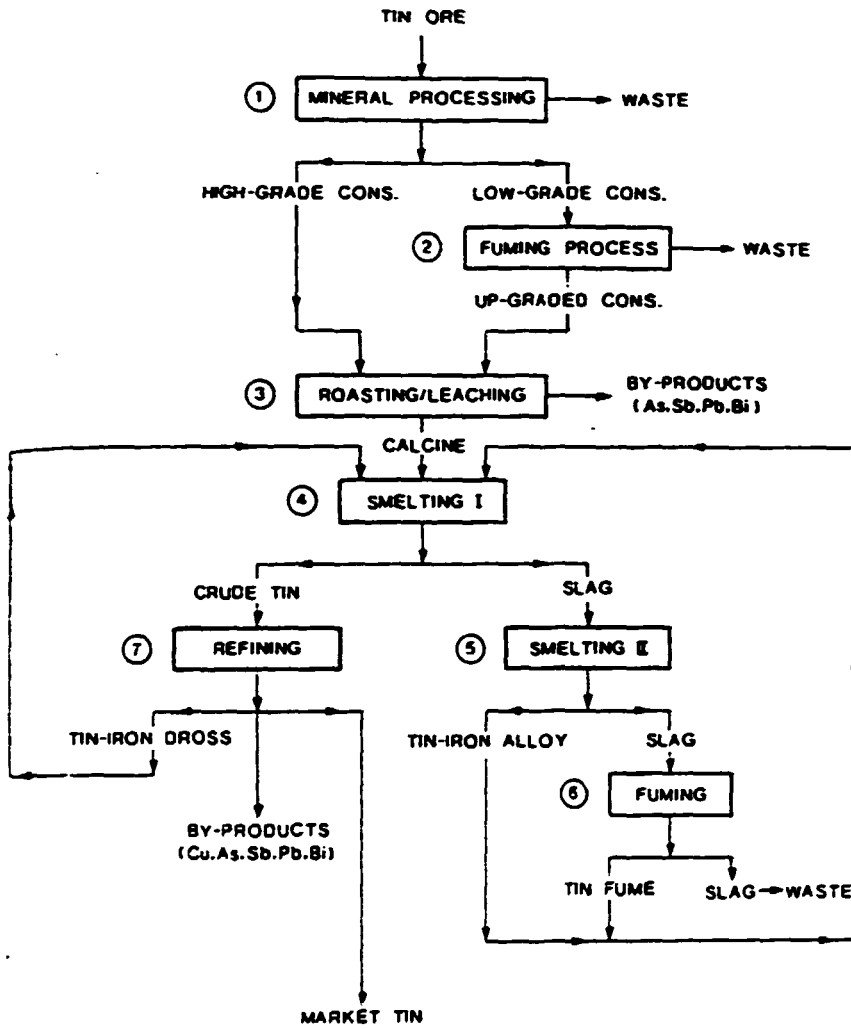 TIN ORE
① MINERAL PROCESSING WASTE
HIGH-GRADE CONS. LOW-GRADE CONS.
② FUMING PROCESS WASTE
UP-GRADED CONS.
③ ROASTING/LEACHING BY-PRODUCTS
(As.Sb.Pb.Bi)
CALCINE
④ SMELTING I
CRUDE TIN SLAG
⑦ REFINING ⑤ SMELTING II
TIN-IRON DROSS TIN-IRON ALLOY SLAG
⑥ FUMING
BY-PRODUCTS
(Cu.As.Sb.Pb.Bi)
TIN FUME SLAG WASTE
MARKET TIN